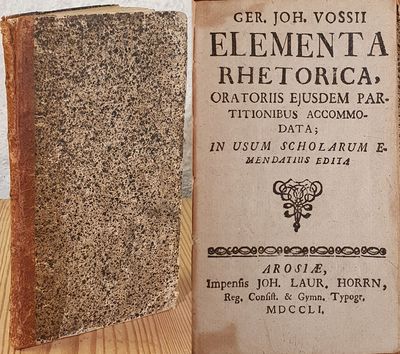 GER. JOH. VOSSII
ELEMENTA
RHETORICA,
ORATORIIS EJUSDEM PAR-
TITIONIBUS ACCOMMO-
DATA;
IN USUM SCHOLARUM E-
MENDATIUS EDITA
AROSIÆ,
Impensis JOH. LAUR. HORRN,
Reg. Consist. & Gymn. Typogr.
MDCCLI.